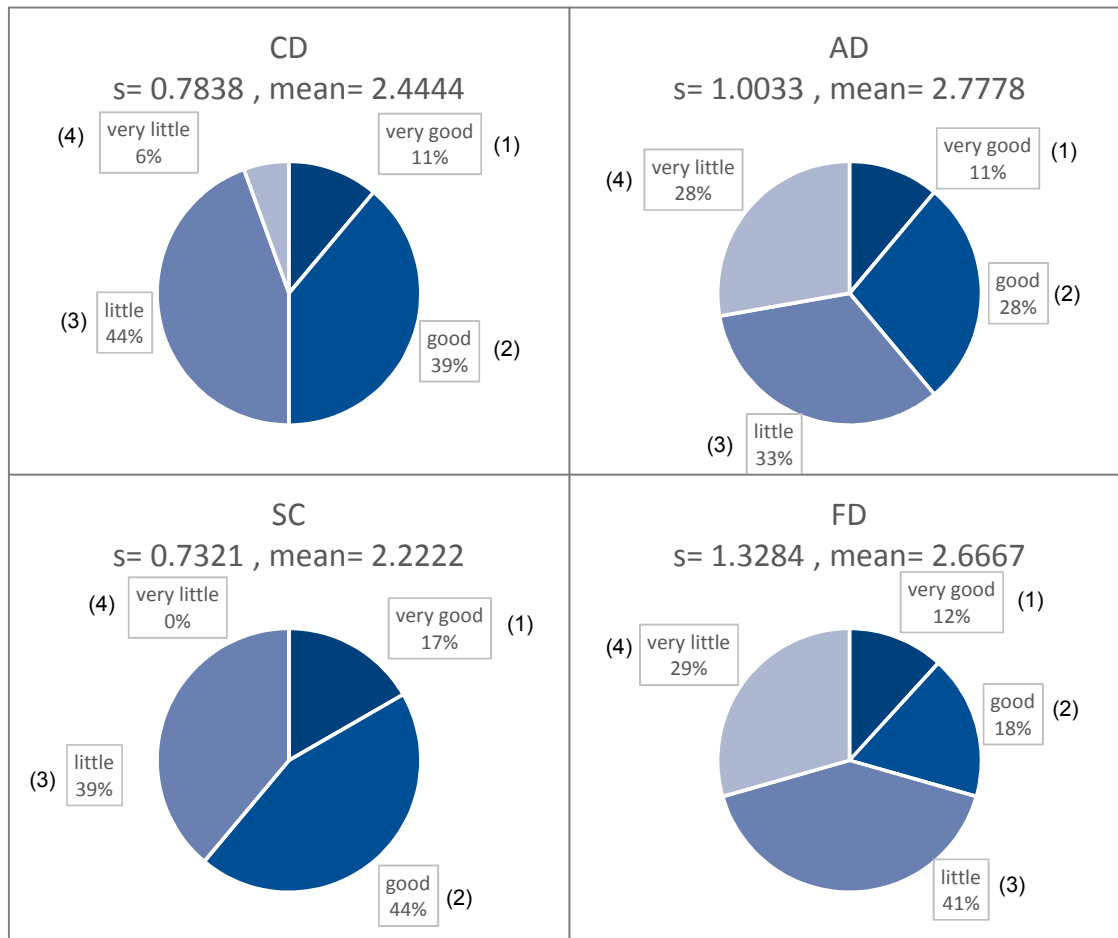 CD
s= 0.7838 , mean= 2.4444
(4)
very little
6%
very good
11%
(1)
(3)
little
44%
good
39%
(2)
AD
s= 1.0033 , mean= 2.7778
(4)
very little
28%
very good
11%
(1)
good
28%
(2)
(3)
little
33%
SC
s= 0.7321 , mean= 2.2222
(4)
very little
0%
very good
17%
(1)
(3)
little
39%
good
44%
(2)
FD
s= 1.3284 , mean= 2.6667
(4)
very little
29%
very good
12%
(1)
good
18%
(2)
little
41%
(3)